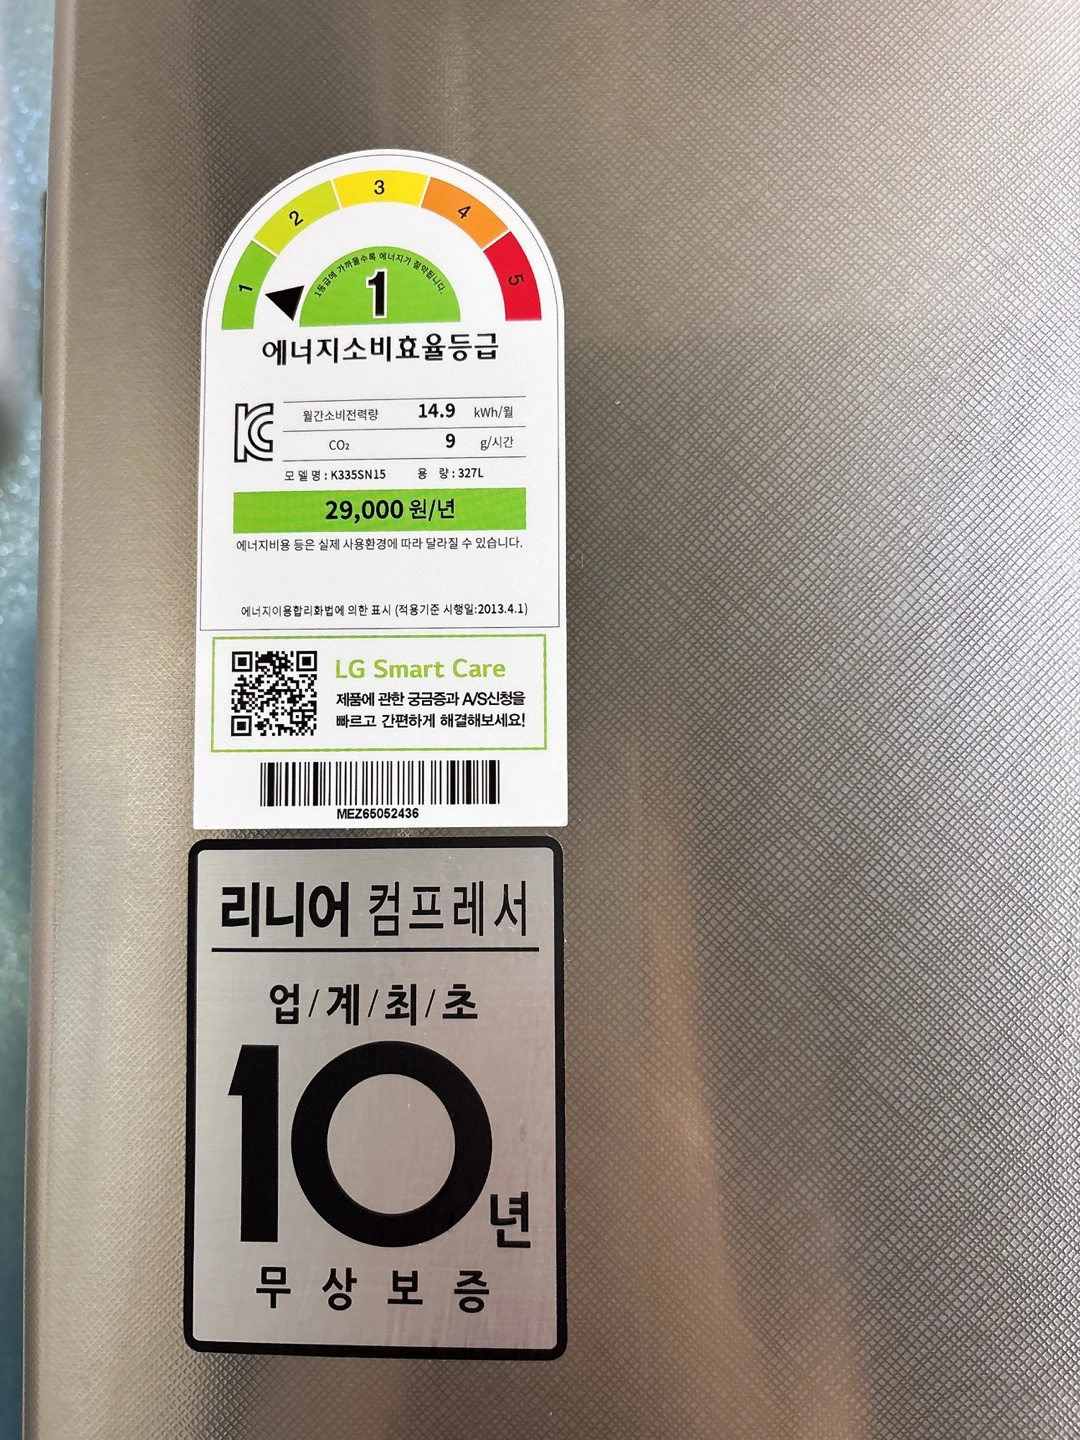 1 2 3 4 5
1등급에 가까울수록 에너지가 절약됩니다.
1
에너지소비효율등급
월간소비전력량 14.9 kWh/월
CO₂ 9 g/시간
모델명 : K335SN15 용 량 : 327L
29,000 원/년
에너지비용 등은 실제 사용환경에 따라 달라질 수 있습니다.
에너지이용합리화법에 의한 표시 (적용기준 시행일:2013.4.1)
LG Smart Care
제품에 관한 궁금증과 A/S신청을
빠르고 간편하게 해결해보세요!
MEZ65052436
리니어 컴프레서
업/계/최/초
10년
무상보증